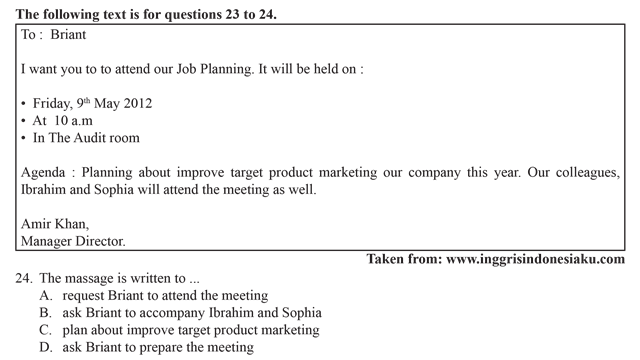 The following text is for questions 23 to 24.
To : Briant
I want you to to attend our Job Planning. It will be held on :
• Friday, 9th May 2012
• At 10 a.m
• In The Audit room
Agenda : Planning about improve target product marketing our company this year. Our colleagues,
Ibrahim and Sophia will attend the meeting as well.
Amir Khan,
Manager Director.
Taken from: www.inggrisindonesiaku.com
24. The massage is written to ...
A. request Briant to attend the meeting
B. ask Briant to accompany Ibrahim and Sophia
C. plan about improve target product marketing
D. ask Briant to prepare the meeting